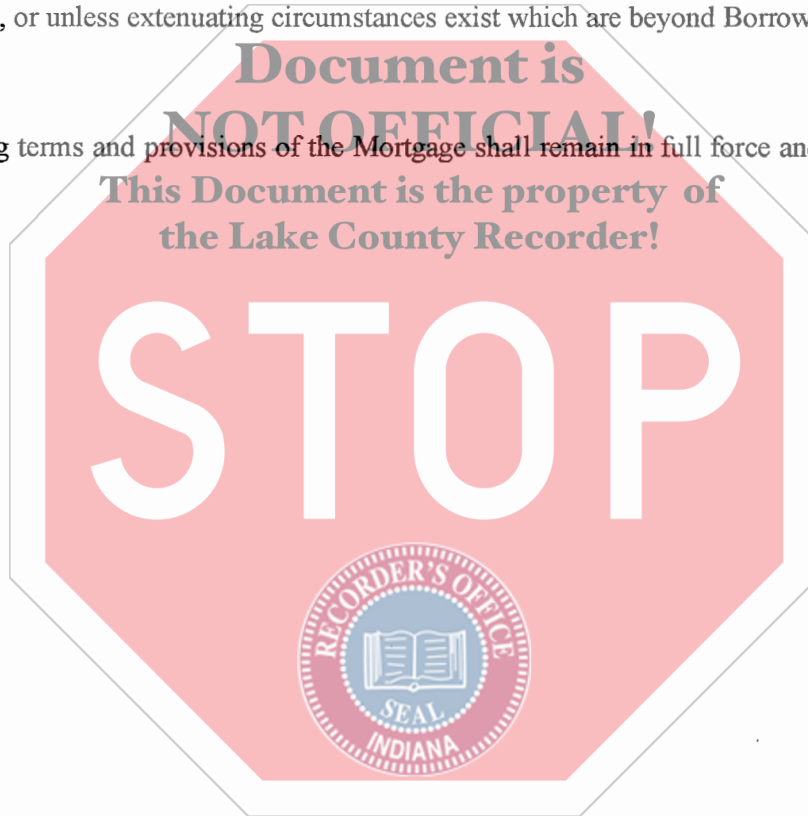 , or unless extenuating circumstances exist which are beyond Borrow
Document is
NOT OFFICIAL!
g terms and provisions of the Mortgage shall remain in full force and
This Document is the property of
the Lake County Recorder!
STOP
RECORDER'S OFFICE
SEAL
INDIANA